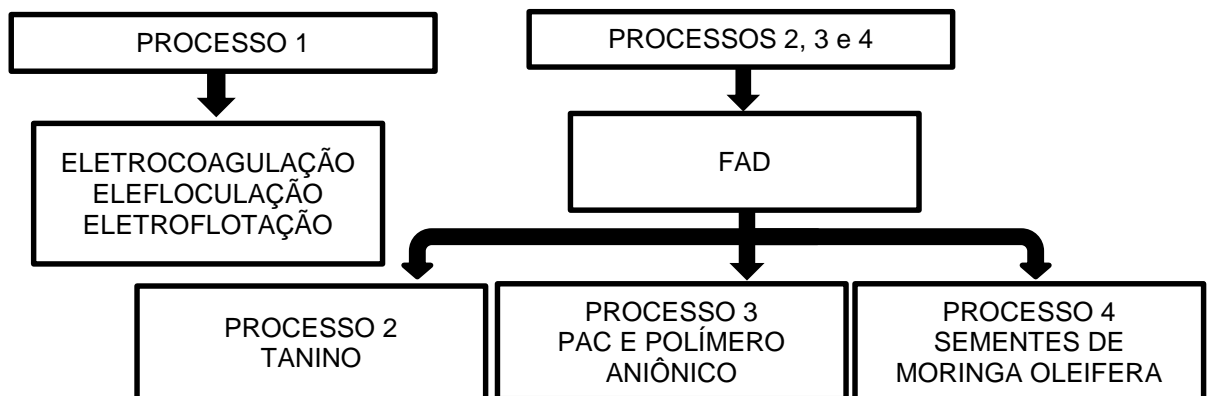 PROCESSO 1
PROCESSOS 2, 3 e 4
ELETROCOAGULAÇÃO
ELEFLOCULAÇÃO
ELETROFLOTAÇÃO
FAD
PROCESSO 2
TANINO
PROCESSO 3
PAC E POLÍMERO
ANIÔNICO
PROCESSO 4
SEMENTES DE
MORINGA OLEIFERA